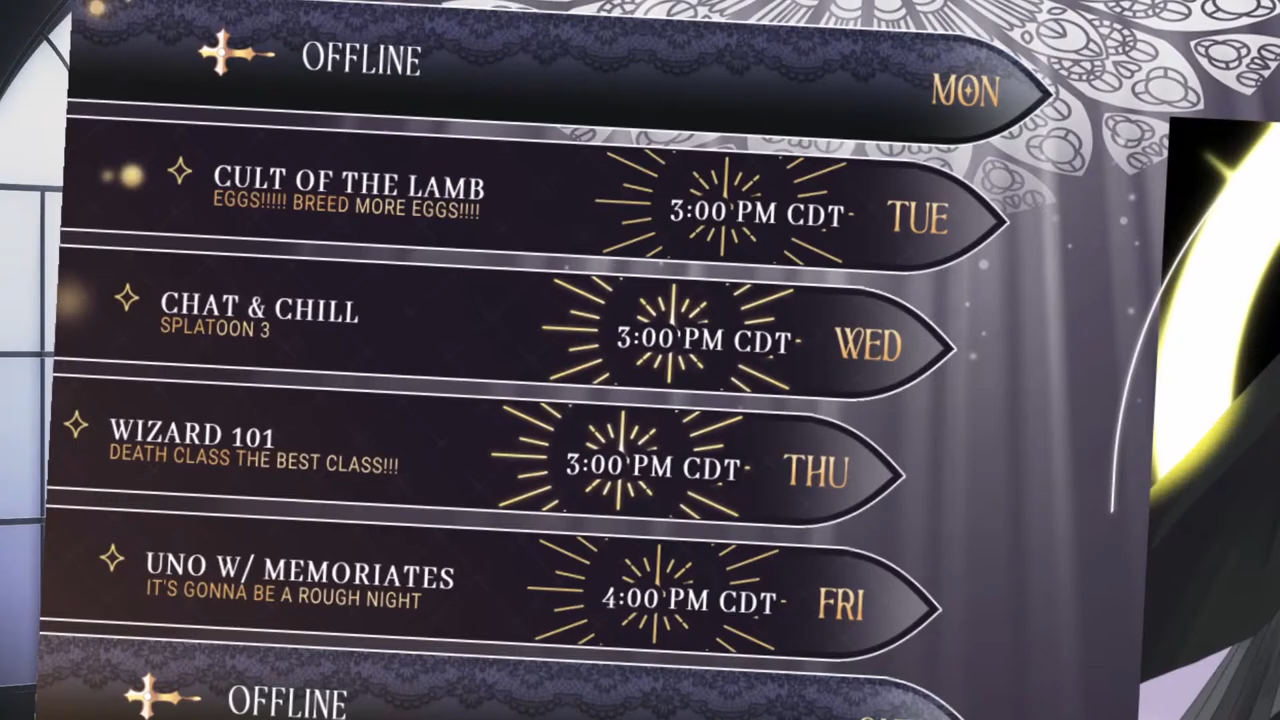 OFFLINE
MON
CULT OF THE LAMB
EGGS!!!!! BREED MORE EGGS!!!!
3:00 PM CDT
TUE
CHAT & CHILL
SPLATOON 3
3:00 PM CDT
WED
WIZARD 101
DEATH CLASS THE BEST CLASS!!!
3:00 PM CDT
THU
UNO W/ MEMORIATES
IT'S GONNA BE A ROUGH NIGHT
4:00 PM CDT
FRI
OFFLINE